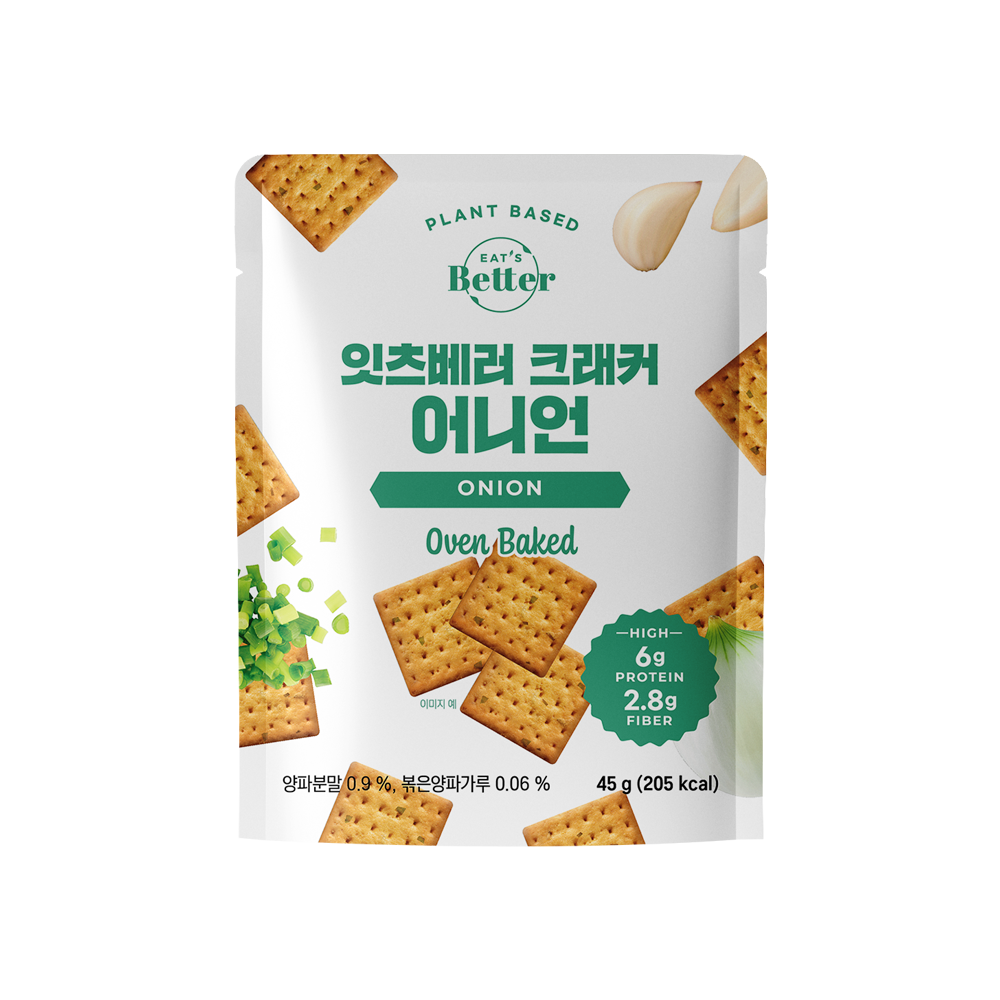 PLANT BASED
EAT'S
Better
잇츠베러 크래커
어니언
ONION
Oven Baked
이미지 예
HIGH
6g
PROTEIN
2.8g
FIBER
양파분말 0.9 %, 볶은양파가루 0.06 %
45 g (205 kcal)